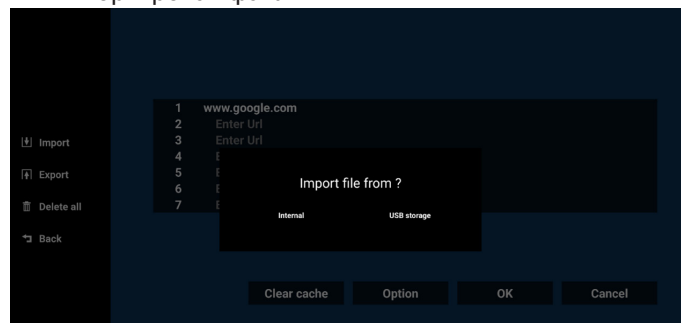 1 www.google.com
2 Enter Url
3 Enter Url
4 E
5 E
6 E
7 E
Import
Export
Delete all
Back
Import file from ?
Internal USB storage
Clear cache Option OK Cancel